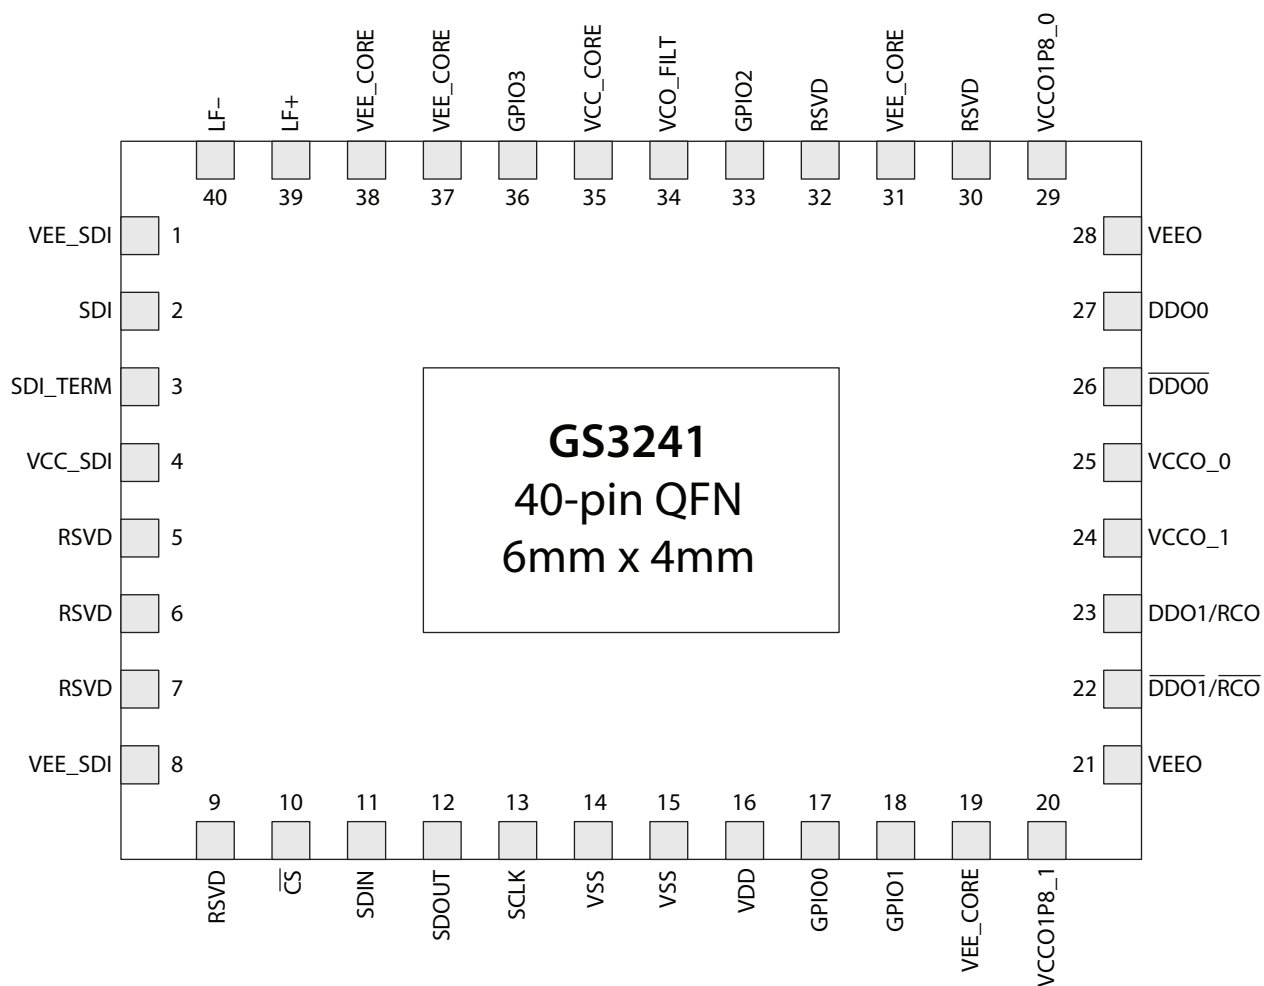 LF−
LF+
VEE_CORE
VEE_CORE
GPIO3
VCC_CORE
VCO_FILT
GPIO2
RSVD
VEE_CORE
RSVD
VCCO1P8_0
40 39 38 37 36 35 34 33 32 31 30 29
VEE_SDI 1
28 VEEO
SDI 2
27 DDO0
SDI_TERM 3
26 D̅D̅O̅0̅
VCC_SDI 4
25 VCCO_0
RSVD 5
24 VCCO_1
RSVD 6
23 DDO1/RCO
RSVD 7
22 D̅D̅O̅1̅/R̅C̅O̅
VEE_SDI 8
21 VEEO
GS3241
40-pin QFN
6mm x 4mm
9 10 11 12 13 14 15 16 17 18 19 20
RSVD
C̅S̅
SDIN
SDOUT
SCLK
VSS
VSS
VDD
GPIO0
GPIO1
VEE_CORE
VCCO1P8_1